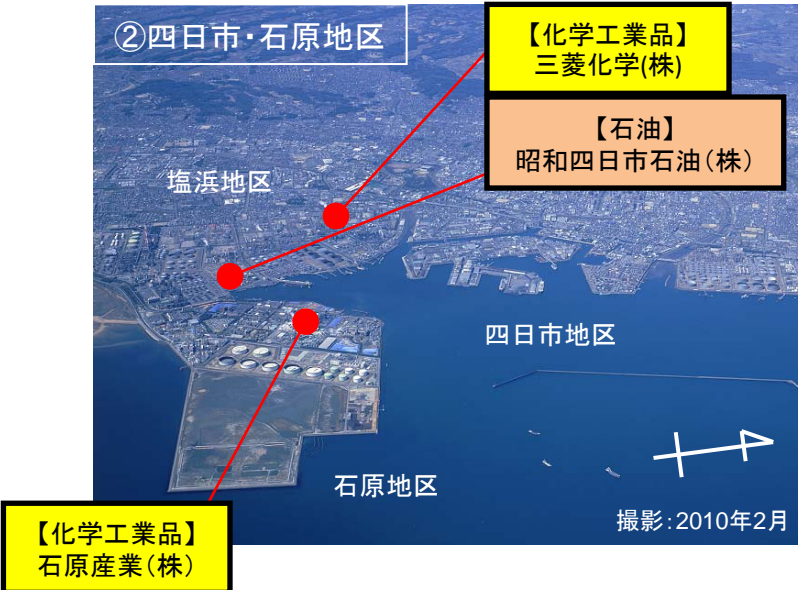 ②四日市・石原地区
【化学工業品】
三菱化学(株)
【石油】
昭和四日市石油(株)
塩浜地区
四日市地区
石原地区
撮影:2010年2月
【化学工業品】
石原産業(株)